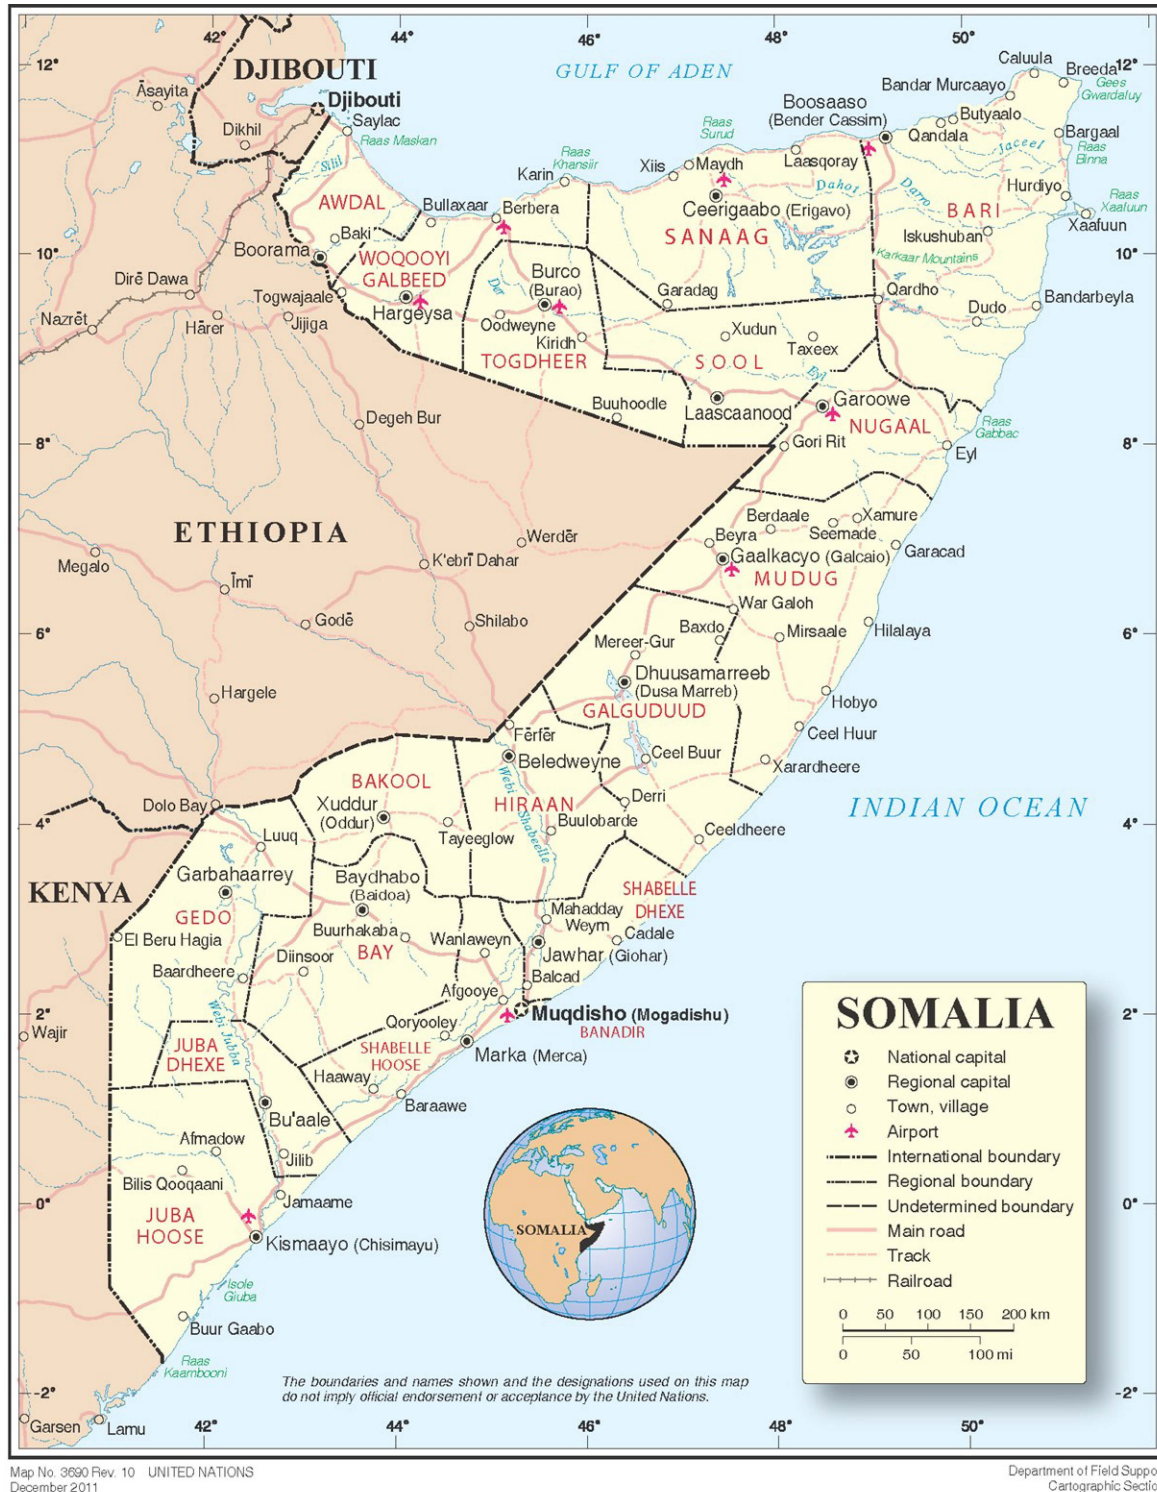 42°
44°
46°
48°
50°
12°
12°
DJIBOUTI
GULF OF ADEN
Caluula
Breeda
Gees
Gwardaluy
Bandar Murcaayo
Āsayita
Djibouti
Saylac
Raas Maskan
Boosaaso
(Bender Cassim)
Butyaalo
Qandala
Bargaal
Raas
Binna
Jaceel
Dikhil
Raas
Surud
Raas
Khansiir
Xiis
Maydh
Laasqoray
Karin
Silil
AWDAL
Bullaxaar
Berbera
Ceerigaabo (Erigavo)
Dahot
Darro
Hurdiyo
Raas
Xaafuun
Xaafuun
BARI
SANAAG
Iskushuban
Baki
Boorama
WOQOOYI
GALBEED
Karkaar Mountains
10°
10°
Dirē Dawa
Togwajaale
Hargeysa
Burco
(Burao)
Der
Garadag
Qardho
Bandarbeyla
Dudo
Nazrēt
Hārer
Jijiga
Oodweyne
Kiridh
Xudun
Taxeex
TOGDHEER
SOOL
Eyl
Degeh Bur
Buuhoodle
Laascaanood
Garoowe
NUGAAL
Raas
Gabbac
8°
8°
Gori Rit
Eyl
ETHIOPIA
Werdēr
Berdaale
Xamure
Seemade
Beyra
Garacad
Gaalkacyo (Galcaio)
MUDUG
Megalo
K'ebrī Dahar
Īmī
War Galoh
Godē
Shilabo
Baxdo
Mirsaale
Hilalaya
6°
6°
Mereer-Gur
Dhuusamarreeb
(Dusa Marreb)
Hargele
GALGUDUUD
Hobyo
Fērfēr
Ceel Huur
Beledweyne
Ceel Buur
Xarardheere
BAKOOL
Webi
Shabeelle
INDIAN OCEAN
Dolo Bay
Xuddur
(Oddur)
HIRAAN
Derri
4°
4°
Luuq
Tayeeglow
Buulobarde
Ceeldheere
KENYA
Garbahaarrey
Baydhabo
(Baidoa)
SHABELLE
DHEXE
GEDO
Mahadday
Weym
El Beru Hagia
Buurhakaba
BAY
Wanlaweyn
Cadale
Jawhar (Giohar)
Diinsoor
Baardheere
Balcad
Afgooye
2°
2°
Webi Jubba
Muqdisho (Mogadishu)
BANADIR
Wajir
Qoryooley
JUBA
DHEXE
SHABELLE
HOOSE
Marka (Merca)
Haaway
Baraawe
Bu'aale
Afmadow
Jilib
Bilis Qooqaani
Jamaame
0°
0°
JUBA
HOOSE
Kismaayo (Chisimayu)
Isole
Giuba
Buur Gaabo
Raas
Kaambooni
-2°
-2°
Garsen
Lamu
SOMALIA
SOMALIA
National capital
Regional capital
Town, village
Airport
International boundary
Regional boundary
Undetermined boundary
Main road
Track
Railroad
0 50 100 150 200 km
0 50 100 mi
The boundaries and names shown and the designations used on this map
do not imply official endorsement or acceptance by the United Nations.
42°
44°
46°
48°
50°
Map No. 3690 Rev. 10 UNITED NATIONS
December 2011
Department of Field Suppo
Cartographic Sectio